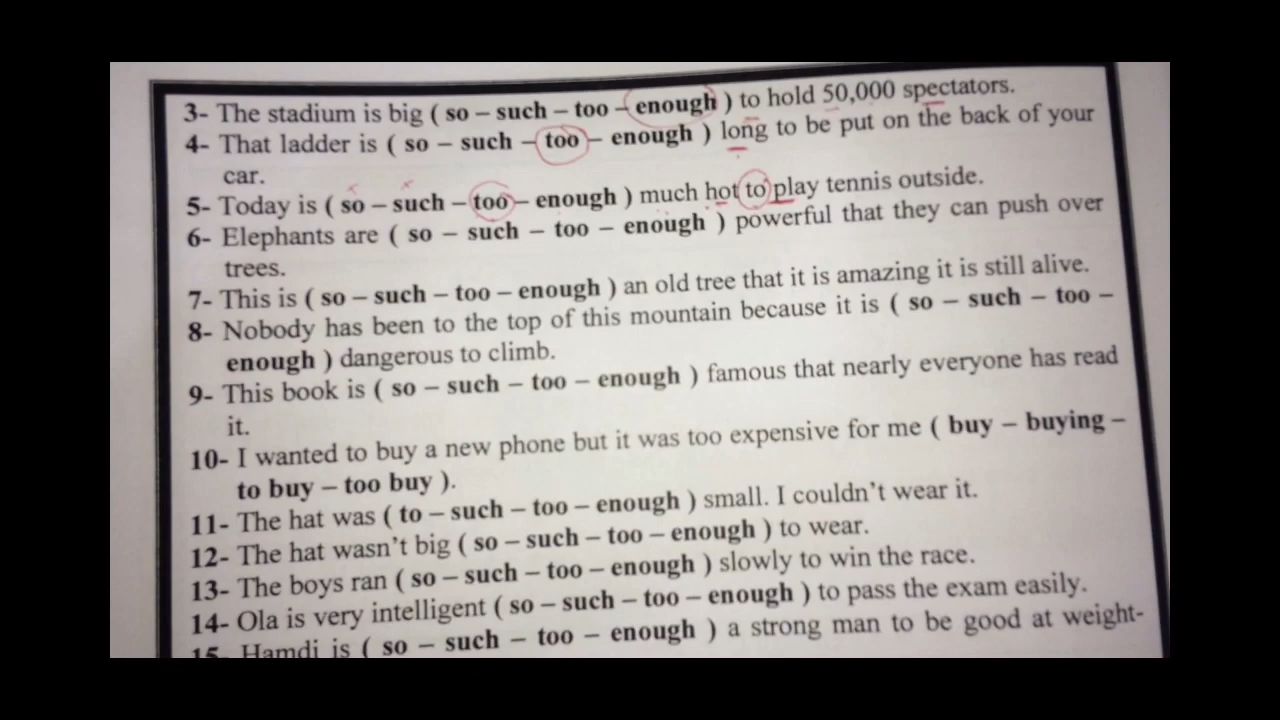 3- The stadium is big ( so – such – too – enough ) to hold 50,000 spectators.
4- That ladder is ( so – such – too – enough ) long to be put on the back of your
car.
5- Today is ( so – such – too – enough ) much hot to play tennis outside.
6- Elephants are ( so – such – too – enough ) powerful that they can push over
trees.
7- This is ( so – such – too – enough ) an old tree that it is amazing it is still alive.
8- Nobody has been to the top of this mountain because it is ( so – such – too –
enough ) dangerous to climb.
9- This book is ( so – such – too – enough ) famous that nearly everyone has read
it.
10- I wanted to buy a new phone but it was too expensive for me ( buy – buying –
to buy – too buy ).
11- The hat was ( to – such – too – enough ) small. I couldn't wear it.
12- The hat wasn't big ( so – such – too – enough ) to wear.
13- The boys ran ( so – such – too – enough ) slowly to win the race.
14- Ola is very intelligent ( so – such – too – enough ) to pass the exam easily.
15- Hamdi is ( so – such – too – enough ) a strong man to be good at weight-